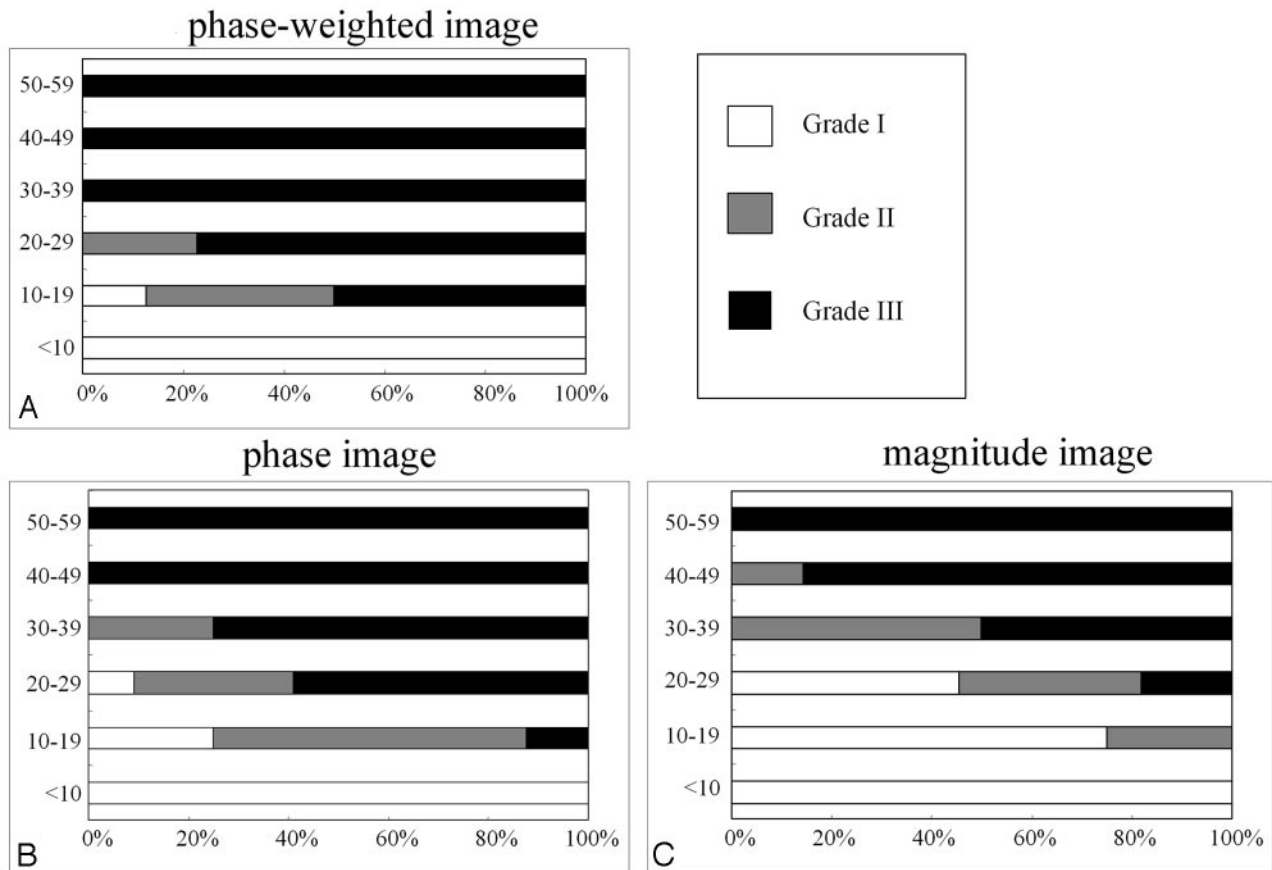 phase-weighted image
50-59
40-49
30-39
20-29
10-19
<10
0% 20% 40% 60% 80% 100%
A
Grade I
Grade II
Grade III
phase image
50-59
40-49
30-39
20-29
10-19
<10
0% 20% 40% 60% 80% 100%
B
magnitude image
50-59
40-49
30-39
20-29
10-19
<10
0% 20% 40% 60% 80% 100%
C